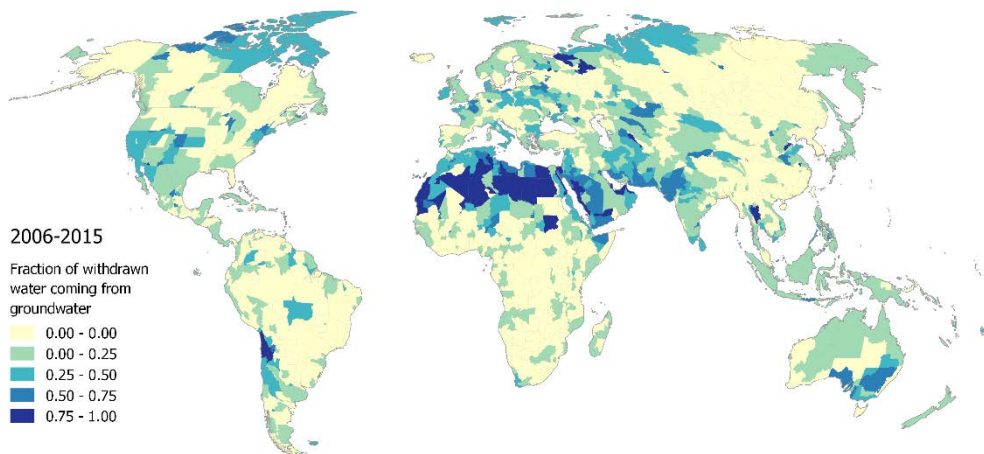 2006-2015
Fraction of withdrawn
water coming from
groundwater
0.00 - 0.00
0.00 - 0.25
0.25 - 0.50
0.50 - 0.75
0.75 - 1.00